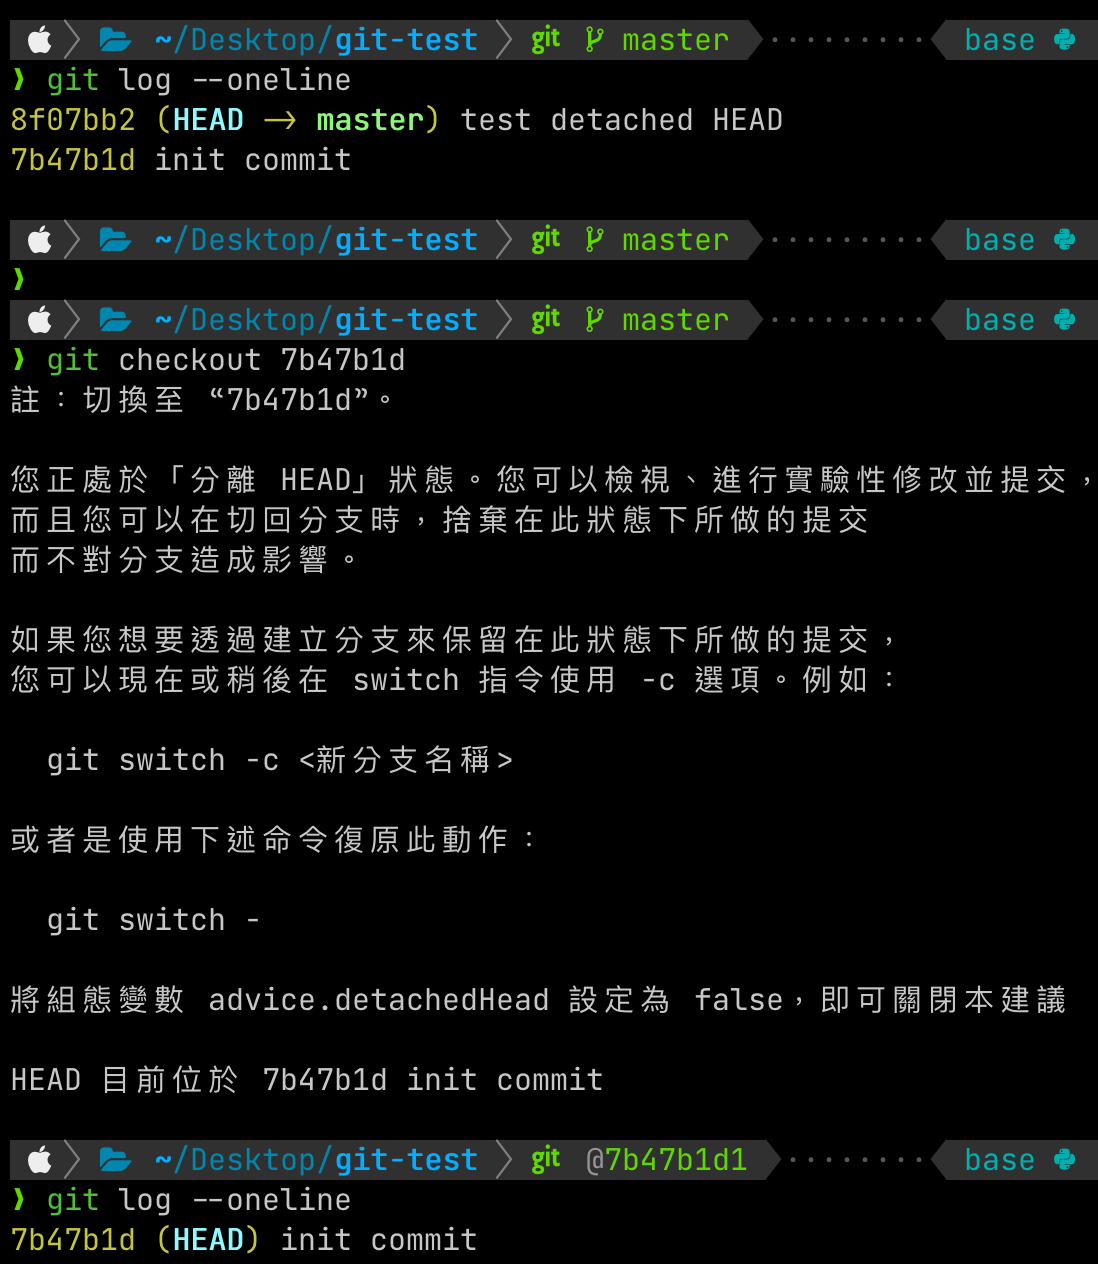 ~/Desktop/git-test git master base
❯ git log --oneline
8f07bb2 (HEAD -> master) test detached HEAD
7b47b1d init commit
~/Desktop/git-test git master base
❯
~/Desktop/git-test git master base
❯ git checkout 7b47b1d
註：切換至 “7b47b1d”。
您正處於「分離 HEAD」狀態。您可以檢視、進行實驗性修改並提交，
而且您可以在切回分支時，捨棄在此狀態下所做的提交
而不對分支造成影響。
如果您想要透過建立分支來保留在此狀態下所做的提交，
您可以現在或稍後在 switch 指令使用 -c 選項。例如：
git switch -c <新分支名稱>
或者是使用下述命令復原此動作：
git switch -
將組態變數 advice.detachedHead 設定為 false，即可關閉本建議
HEAD 目前位於 7b47b1d init commit
~/Desktop/git-test git @7b47b1d1 base
❯ git log --oneline
7b47b1d (HEAD) init commit